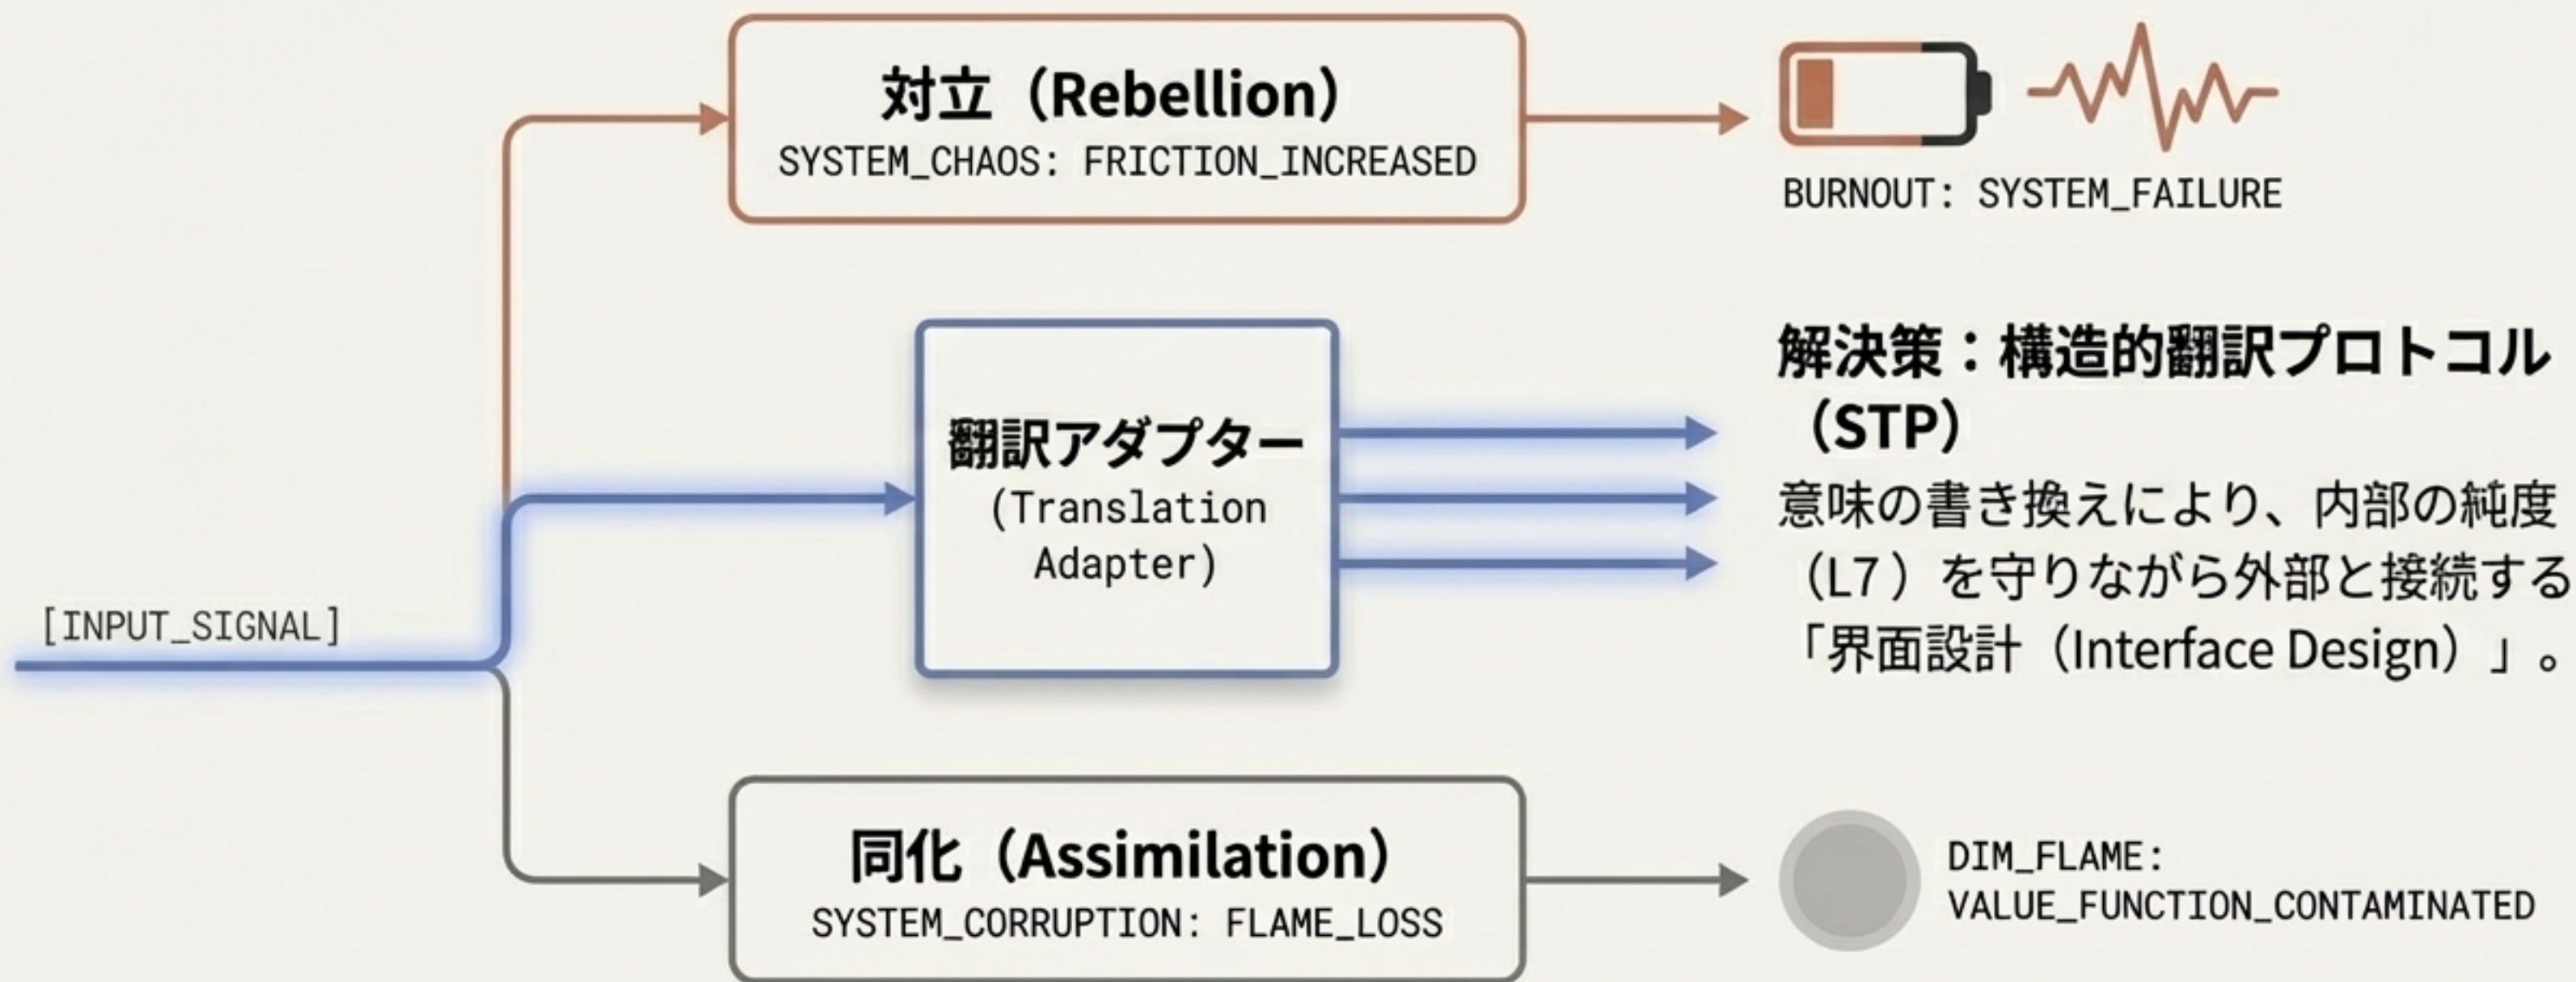 対立（Rebellion）
SYSTEM_CHAOS: FRICTION_INCREASED
BURNOUT: SYSTEM_FAILURE
解決策：構造的翻訳プロトコル
（STP）
意味の書き換えにより、内部の純度
（L7）を守りながら外部と接続する
「界面設計（Interface Design）」。
翻訳アダプター
(Translation
Adapter)
[INPUT_SIGNAL]
同化（Assimilation）
SYSTEM_CORRUPTION: FLAME_LOSS
DIM_FLAME:
VALUE_FUNCTION_CONTAMINATED